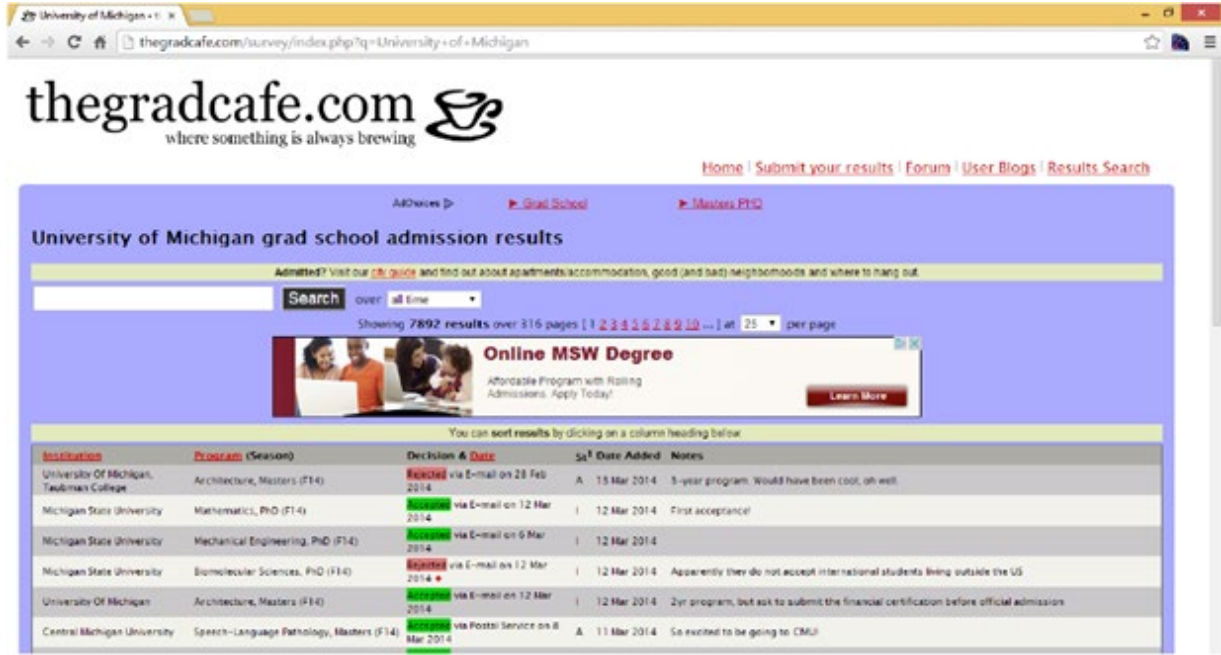 University of Michigan • t
thegradcafe.com/survey/index.php?q=University+of+Michigan
thegradcafe.com
where something is always brewing
Home | Submit your results | Forum | User Blogs | Results Search
AdChoices ▶ Grad School ▶ Masters PHD
University of Michigan grad school admission results
Admitted? Visit our city guide and find out about apartments/accommodation, good (and bad) neighborhoods and where to hang out.
Search over all time
Showing 7892 results over 316 pages [ 1 2 3 4 5 6 7 8 9 10 ... ] at 25 per page
Online MSW Degree
Affordable Program with Rolling
Admissions. Apply Today!
Learn More
You can sort results by clicking on a column heading below.
Institution Program (Season) Decision & Date St1 Date Added Notes
University Of Michigan, Taubman College Architecture, Masters (F14) Rejected via E-mail on 28 Feb 2014 A 13 Mar 2014 3-year program. Would have been cool, oh well.
Michigan State University Mathematics, PhD (F14) Accepted via E-mail on 12 Mar 2014 I 12 Mar 2014 First acceptance!
Michigan State University Mechanical Engineering, PhD (F14) Accepted via E-mail on 6 Mar 2014 I 12 Mar 2014
Michigan State University Biomolecular Sciences, PhD (F14) Rejected via E-mail on 12 Mar 2014 I 12 Mar 2014 Apparently they do not accept international students living outside the US
University Of Michigan Architecture, Masters (F14) Accepted via E-mail on 12 Mar 2014 I 12 Mar 2014 2yr program, but ask to submit the financial certification before official admission
Central Michigan University Speech-Language Pathology, Masters (F14) Accepted via Postal Service on 8 Mar 2014 A 11 Mar 2014 So excited to be going to CMU!